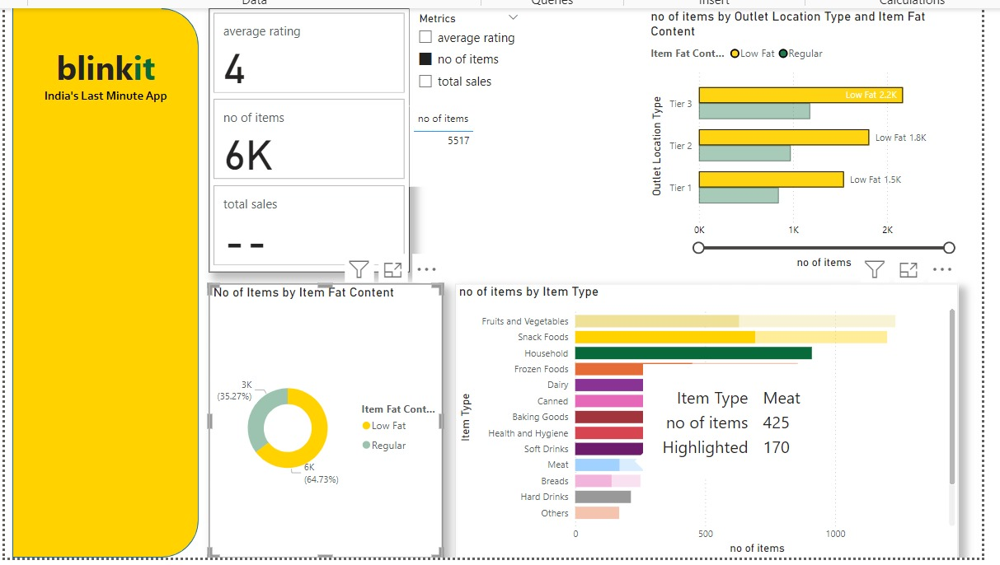 Data
Queries
Insert
Calculations
blinkit
India's Last Minute App
average rating
4
no of items
6K
total sales
--
Metrics
average rating
no of items
total sales
no of items
5517
no of items by Outlet Location Type and Item Fat
Content
Item Fat Cont... Low Fat Regular
Outlet Location Type
Tier 3
Low Fat 2.2K
Tier 2
Low Fat 1.8K
Tier 1
Low Fat 1.5K
0K 1K 2K
no of items
No of Items by Item Fat Content
3K
(35.27%)
6K
(64.73%)
Item Fat Cont...
Low Fat
Regular
no of items by Item Type
Item Type
Fruits and Vegetables
Snack Foods
Household
Frozen Foods
Dairy
Canned
Baking Goods
Health and Hygiene
Soft Drinks
Meat
Breads
Hard Drinks
Others
0 500 1000
no of items
Item Type Meat
no of items 425
Highlighted 170